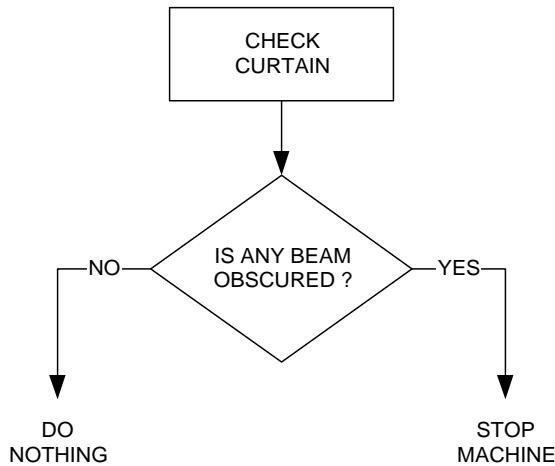 CHECK
CURTAIN
IS ANY BEAM
OBSCURED ?
NO
YES
DO
NOTHING
STOP
MACHINE